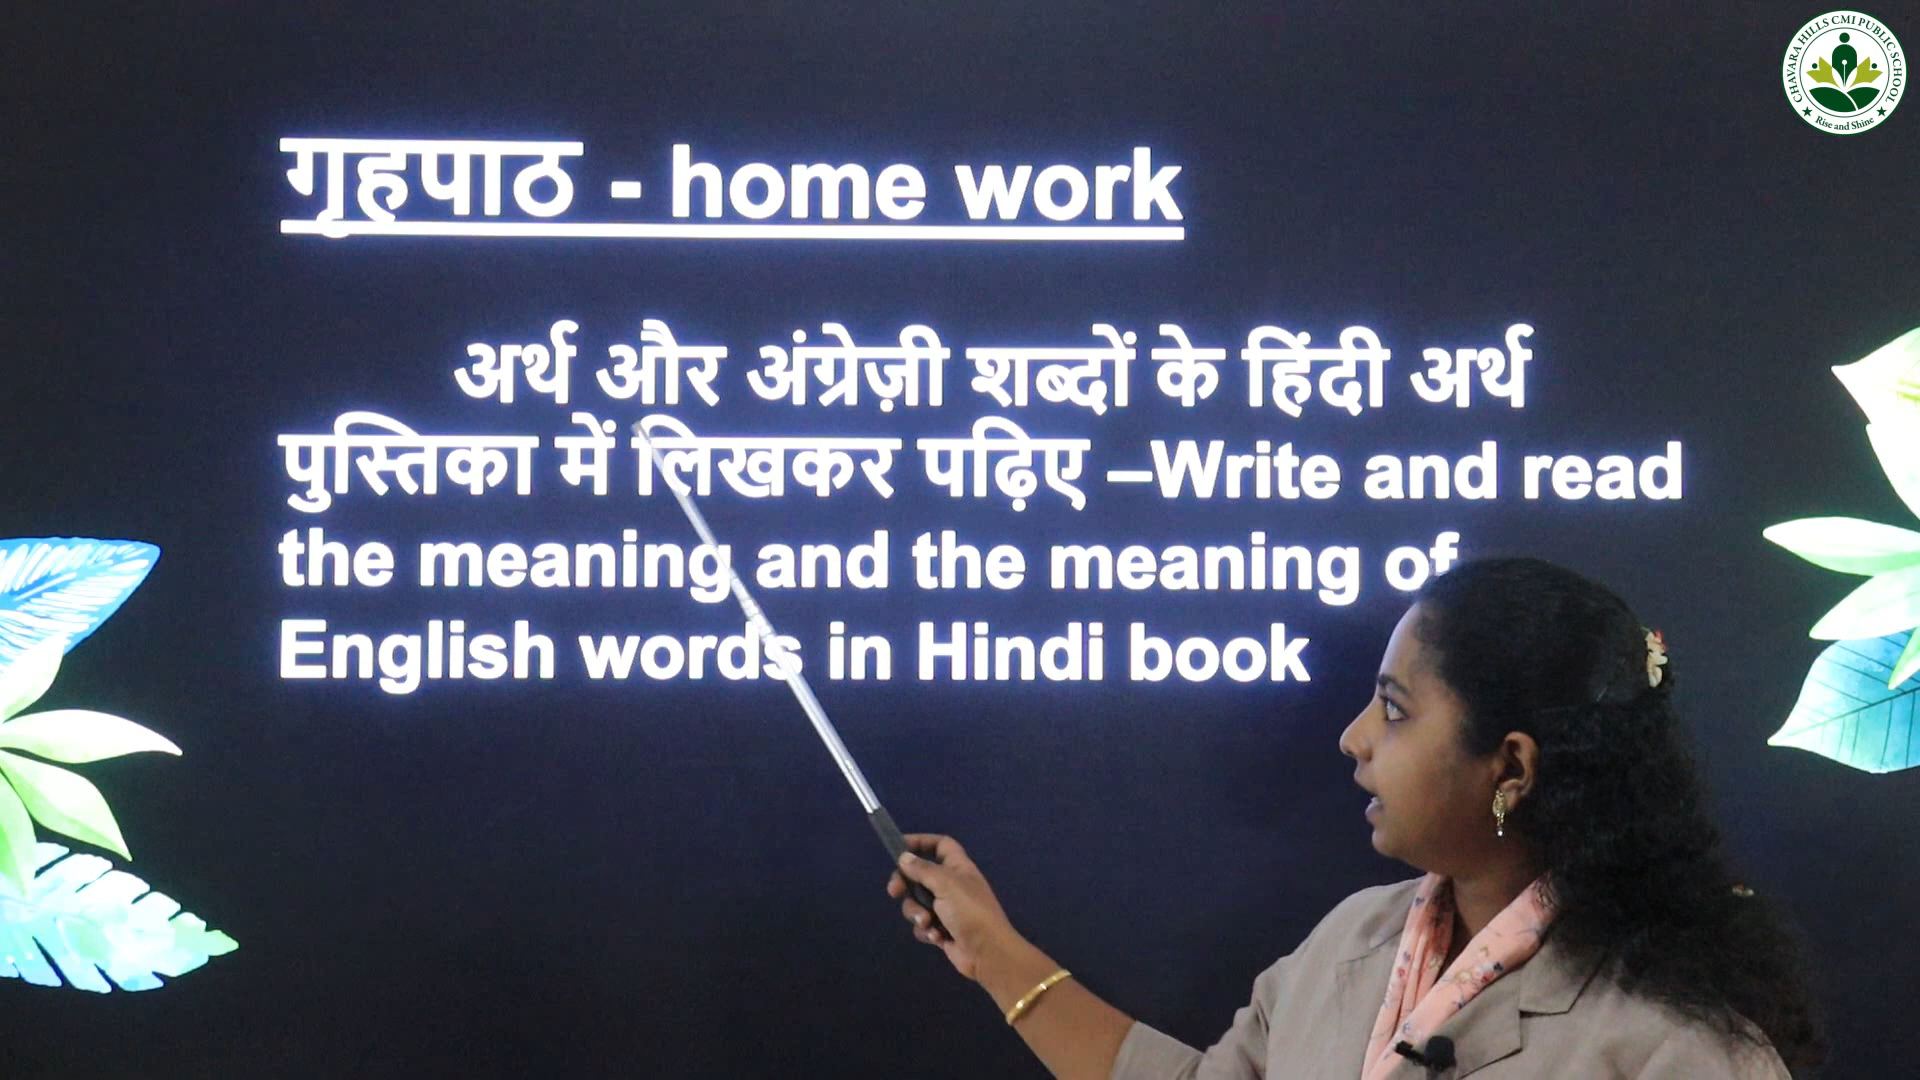 गृहपाठ - home work
अर्थ और अंग्रेज़ी शब्दों के हिंदी अर्थ
पुस्तिका में लिखकर पढ़िए –Write and read
the meaning and the meaning of
English words in Hindi book
CHAVARA HILLS CMI PUBLIC SCHOOL
Rise and Shine